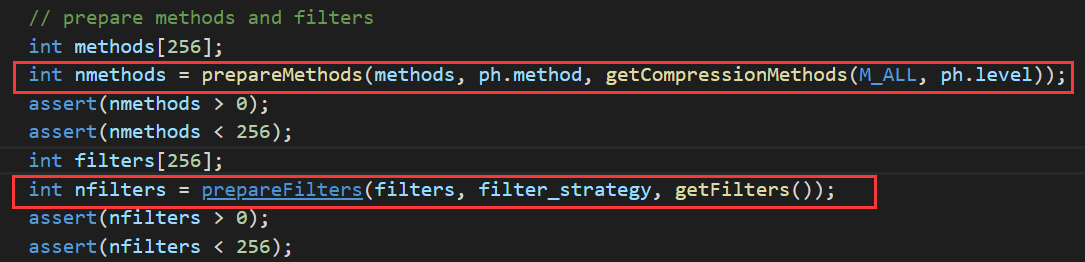 // prepare methods and filters
int methods[256];
int nmethods = prepareMethods(methods, ph.method, getCompressionMethods(M_ALL, ph.level));
assert(nmethods > 0);
assert(nmethods < 256);
int filters[256];
int nfilters = prepareFilters(filters, filter_strategy, getFilters());
assert(nfilters > 0);
assert(nfilters < 256);